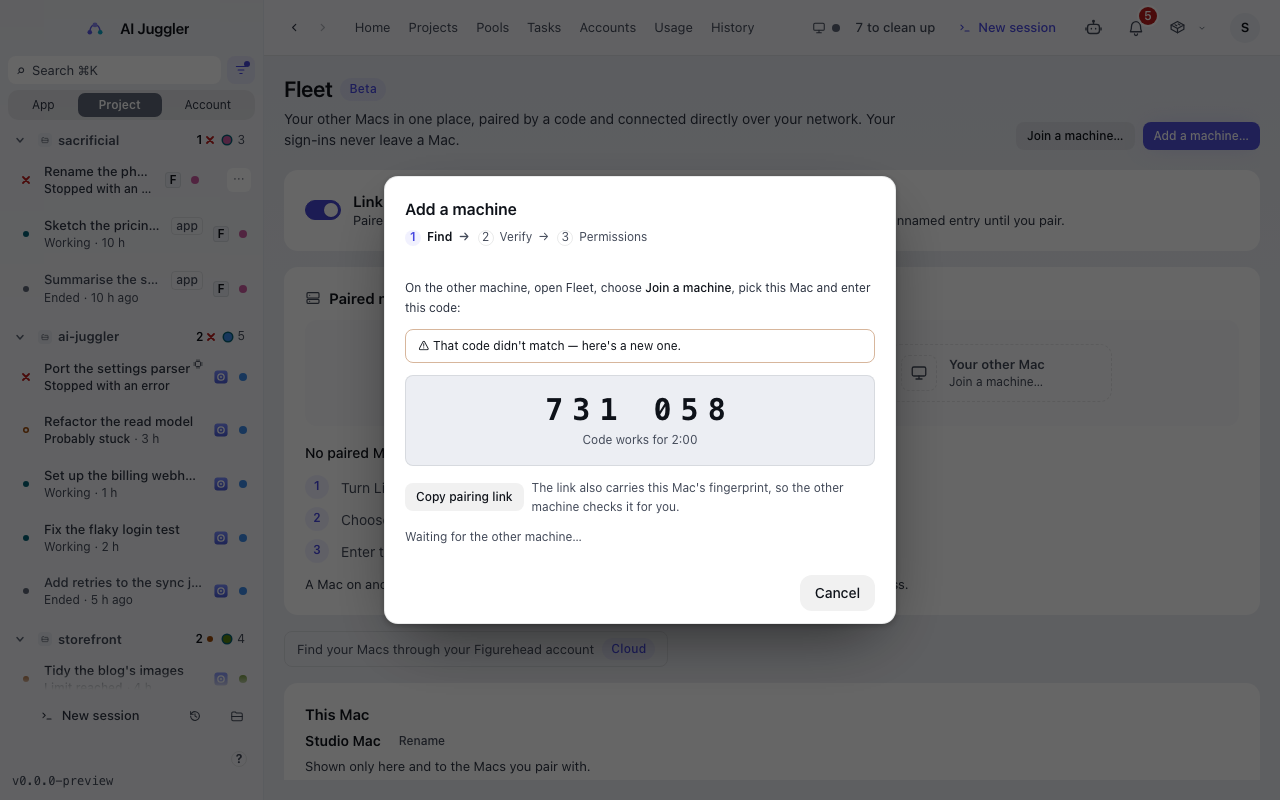 AI Juggler
Search ⌘K
App Project Account
sacrificial 1 3
Rename the ph... F
Stopped with an ...
Sketch the pricin... app F
Working · 10 h
Summarise the s... app F
Ended · 10 h ago
ai-juggler 2 5
Port the settings parser
Stopped with an error
Refactor the read model
Probably stuck · 3 h
Set up the billing webh...
Working · 1 h
Fix the flaky login test
Working · 2 h
Add retries to the sync j...
Ended · 5 h ago
storefront 2 4
Tidy the blog's images
New session
?
v0.0.0-preview
Home Projects Pools Tasks Accounts Usage History 7 to clean up New session 5 S
Fleet Beta
Your other Macs in one place, paired by a code and connected directly over your network. Your
sign-ins never leave a Mac.
Join a machine... Add a machine...
Link
Paire
nnamed entry until you pair.
Paired
Your other Mac
Join a machine...
No paired M
1 Turn Li
2 Choos
3 Enter t
A Mac on an
s.
Add a machine
1 Find → 2 Verify → 3 Permissions
On the other machine, open Fleet, choose Join a machine, pick this Mac and enter
this code:
⚠ That code didn't match — here's a new one.
731 058
Code works for 2:00
Copy pairing link
The link also carries this Mac's fingerprint, so the other
machine checks it for you.
Waiting for the other machine...
Cancel
Find your Macs through your Figurehead account Cloud
This Mac
Studio Mac Rename
Shown only here and to the Macs you pair with.